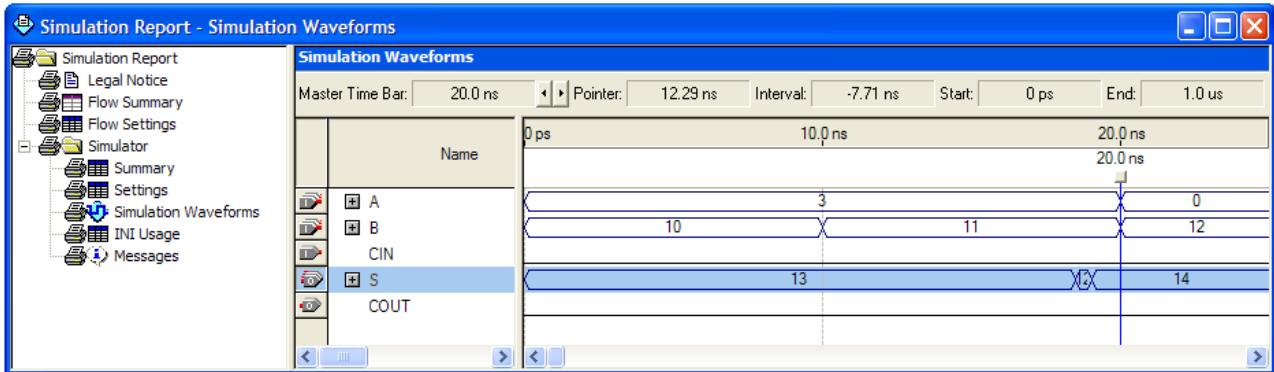 Simulation Report - Simulation Waveforms
Simulation Report
Legal Notice
Flow Summary
Flow Settings
Simulator
Summary
Settings
Simulation Waveforms
INI Usage
Messages
Simulation Waveforms
Master Time Bar: 20.0 ns Pointer: 12.29 ns Interval: -7.71 ns Start: 0 ps End: 1.0 us
Name 0 ps 10.0 ns 20.0 ns
20.0 ns
A 3 0
B 10 11 12
CIN
S 13 12 14
COUT